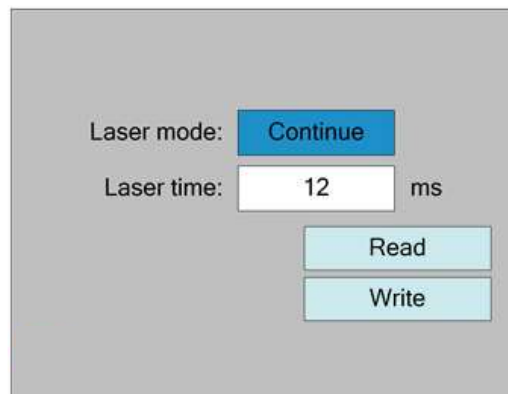 Laser mode: Continue
Laser time: 12 ms
Read
Write